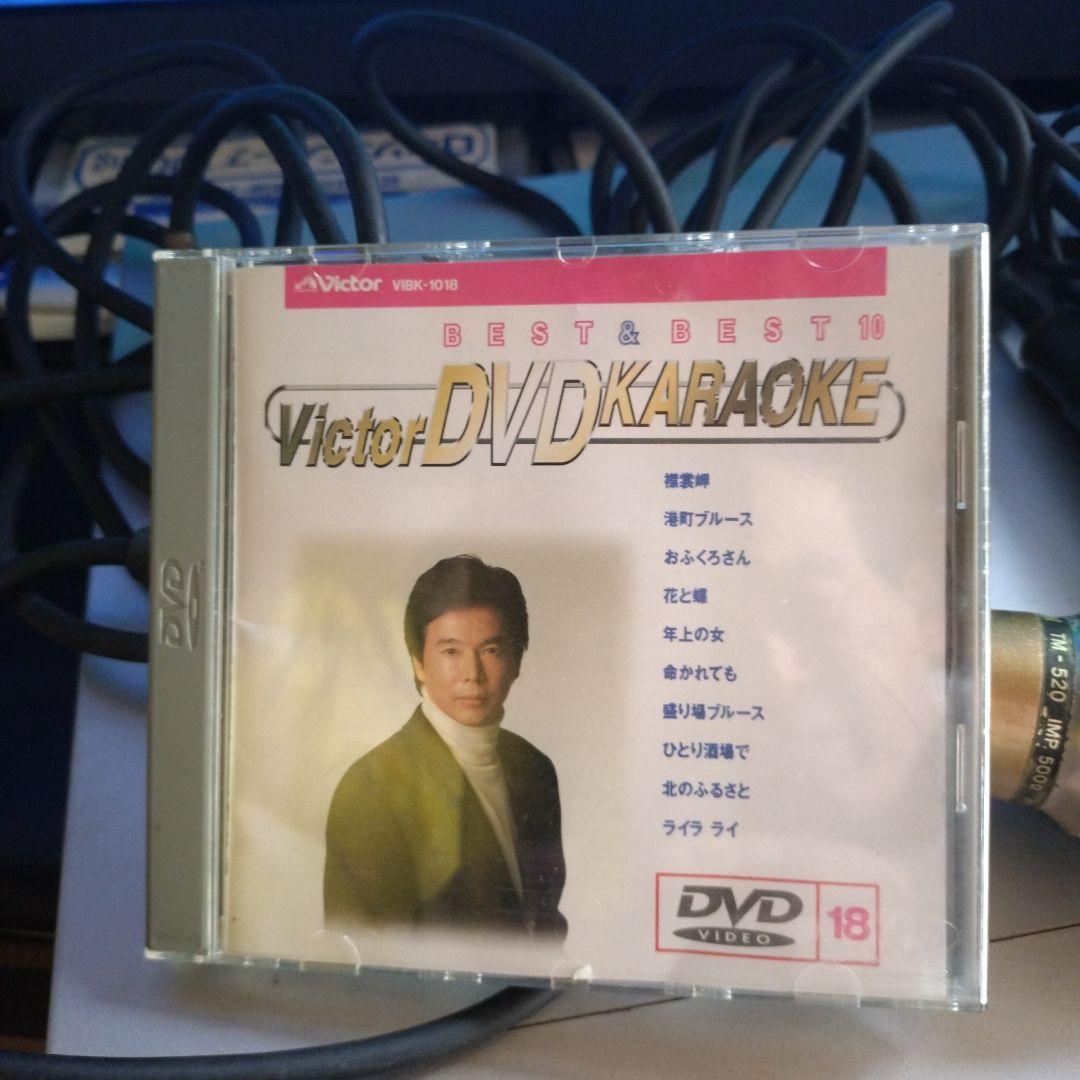 Victor VIBK-1018
BEST & BEST 10
Victor DVD KARAOKE
襟裳岬
港町ブルース
おふくろさん
花と蝶
年上の女
命かれても
盛り場ブルース
ひとり酒場で
北のふるさと
ライラ ライ
DVD
VIDEO
18
DVD
TM-520 IMP. 500